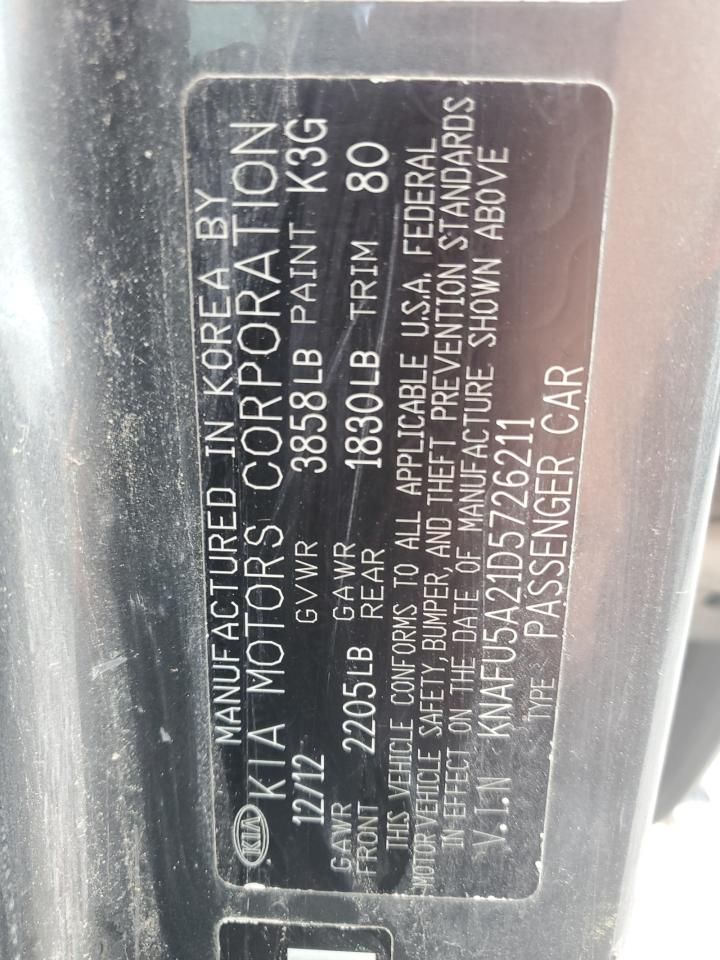 KIA
MANUFACTURED IN KOREA BY
KIA MOTORS CORPORATION
12/12 GVWR 3858LB PAINT K3G
GAWR FRONT 2205LB GAWR REAR 1830LB TRIM 80
THIS VEHICLE CONFORMS TO ALL APPLICABLE U.S.A. FEDERAL
MOTOR VEHICLE SAFETY, BUMPER, AND THEFT PREVENTION STANDARDS
IN EFFECT ON THE DATE OF MANUFACTURE SHOWN ABOVE
V.I.N KNAFU5A21D5726211
TYPE : PASSENGER CAR